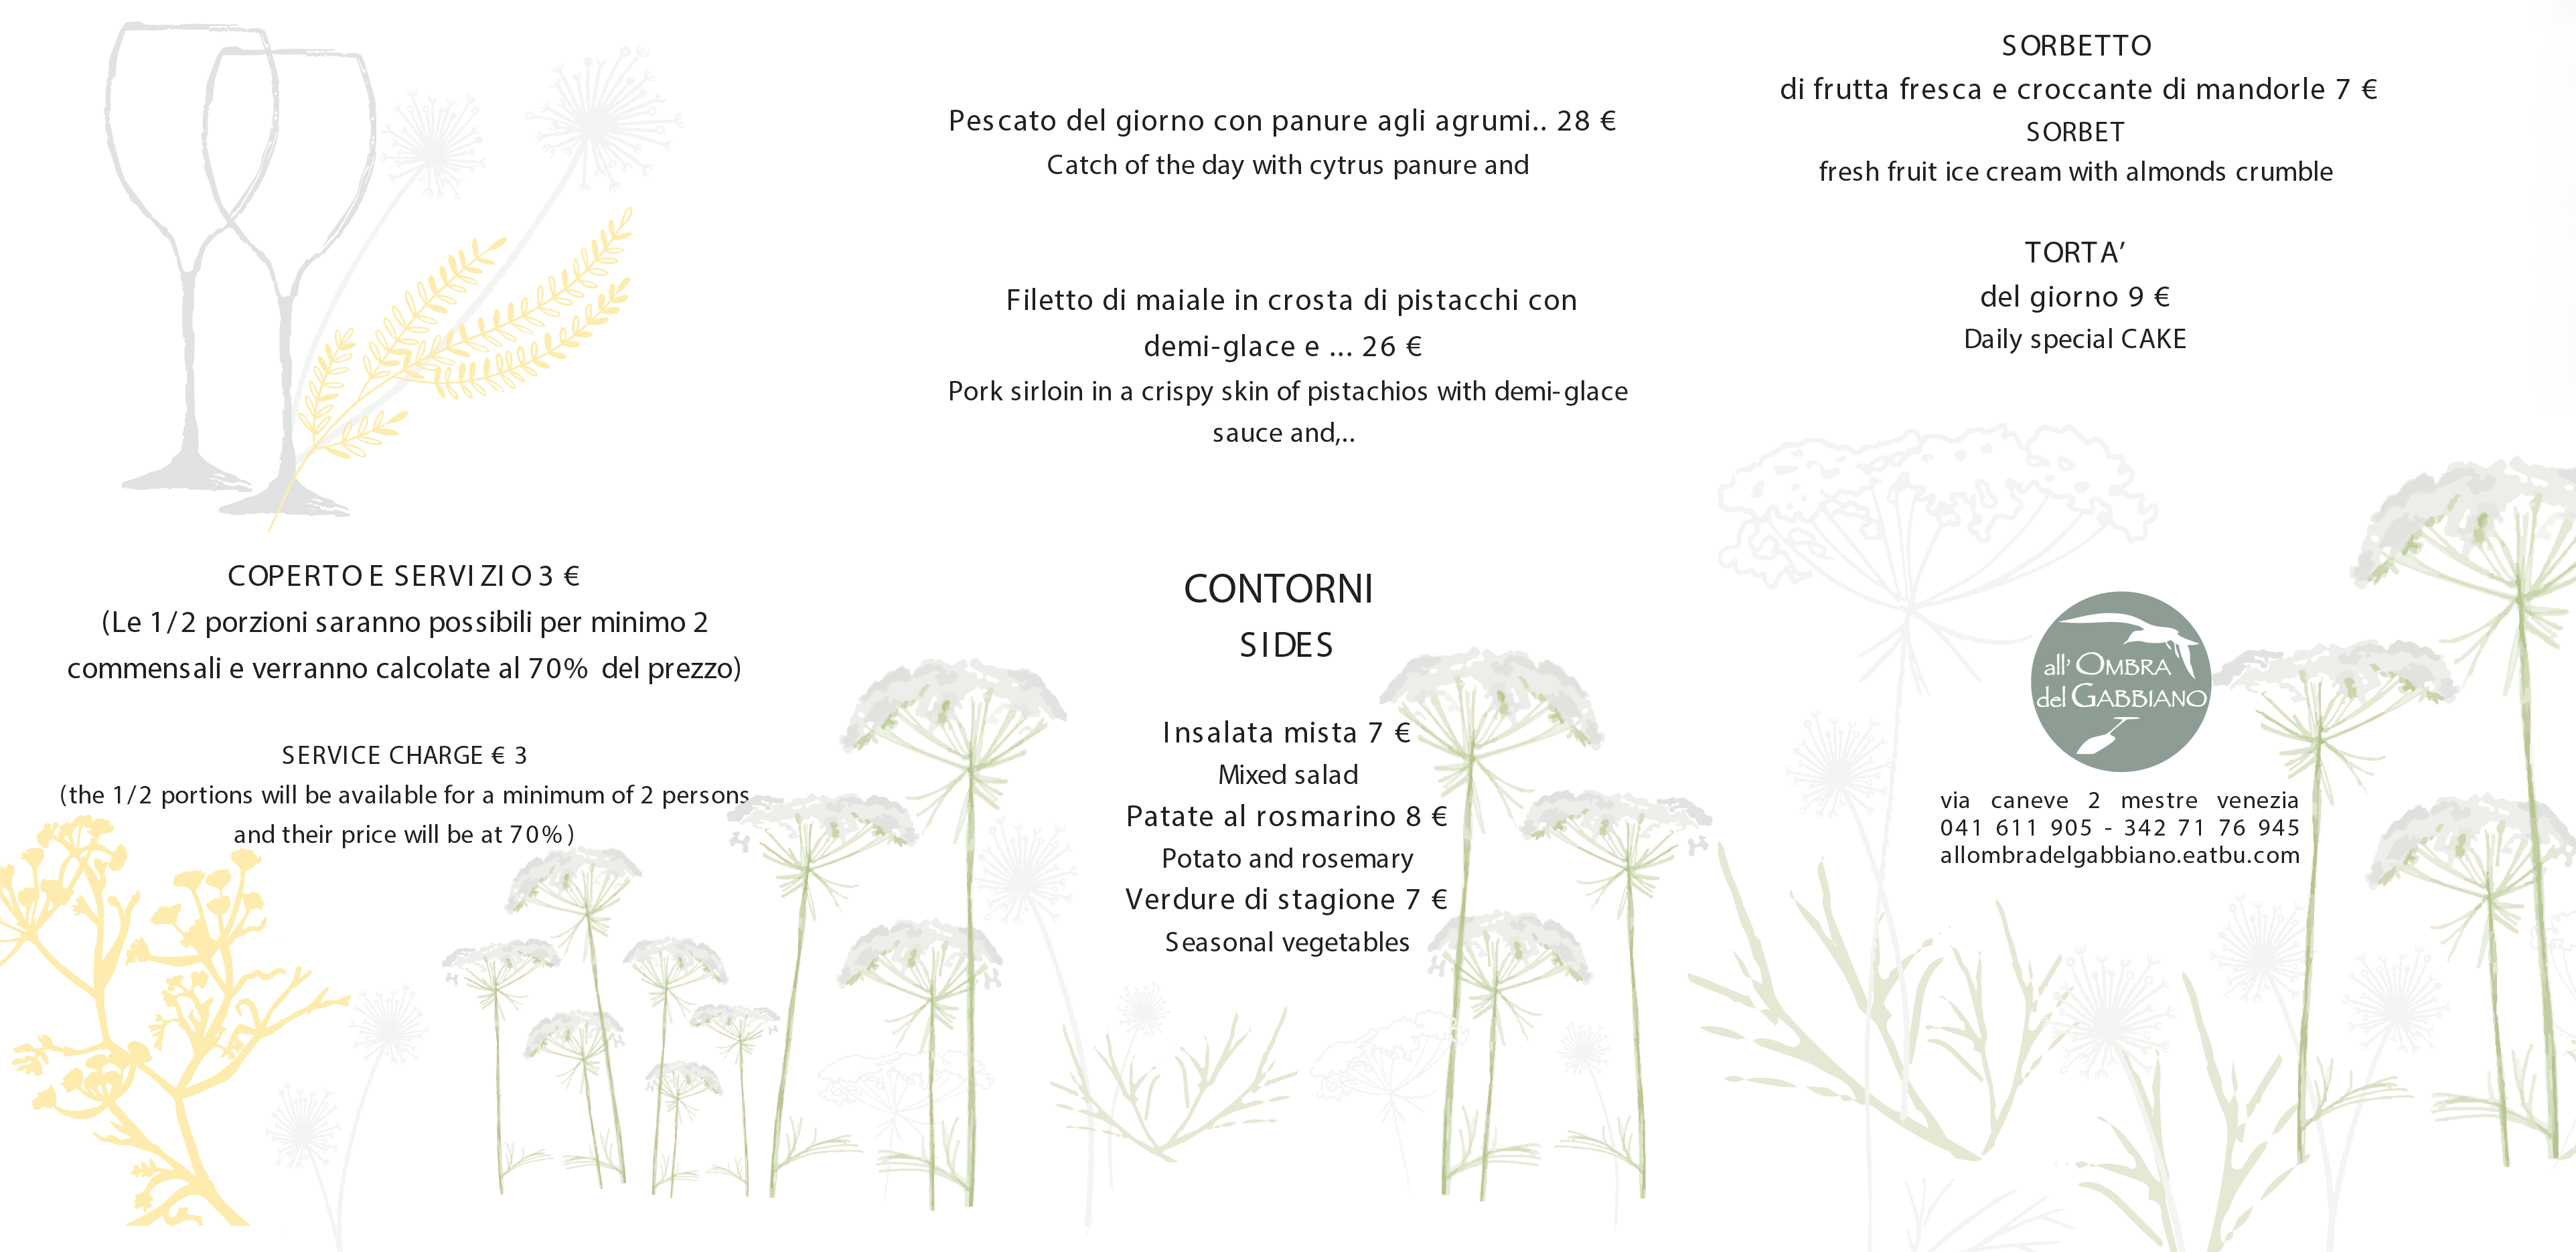 COPERTO E SERVIZIO 3 €
(Le 1/2 porzioni saranno possibili per minimo 2
commensali e verranno calcolate al 70% del prezzo)
SERVICE CHARGE € 3
(the 1/2 portions will be available for a minimum of 2 persons
and their price will be at 70%)
Pescato del giorno con panure agli agrumi.. 28 €
Catch of the day with cytrus panure and
Filetto di maiale in crosta di pistacchi con
demi-glace e ... 26 €
Pork sirloin in a crispy skin of pistachios with demi-glace
sauce and,..
CONTORNI
SIDES
Insalata mista 7 €
Mixed salad
Patate al rosmarino 8 €
Potato and rosemary
Verdure di stagione 7 €
Seasonal vegetables
SORBETTO
di frutta fresca e croccante di mandorle 7 €
SORBET
fresh fruit ice cream with almonds crumble
TORTA’
del giorno 9 €
Daily special CAKE
all’ OMBRA
del GABBIANO
via caneve 2 mestre venezia
041 611 905 - 342 71 76 945
allombradelgabbiano.eatbu.com